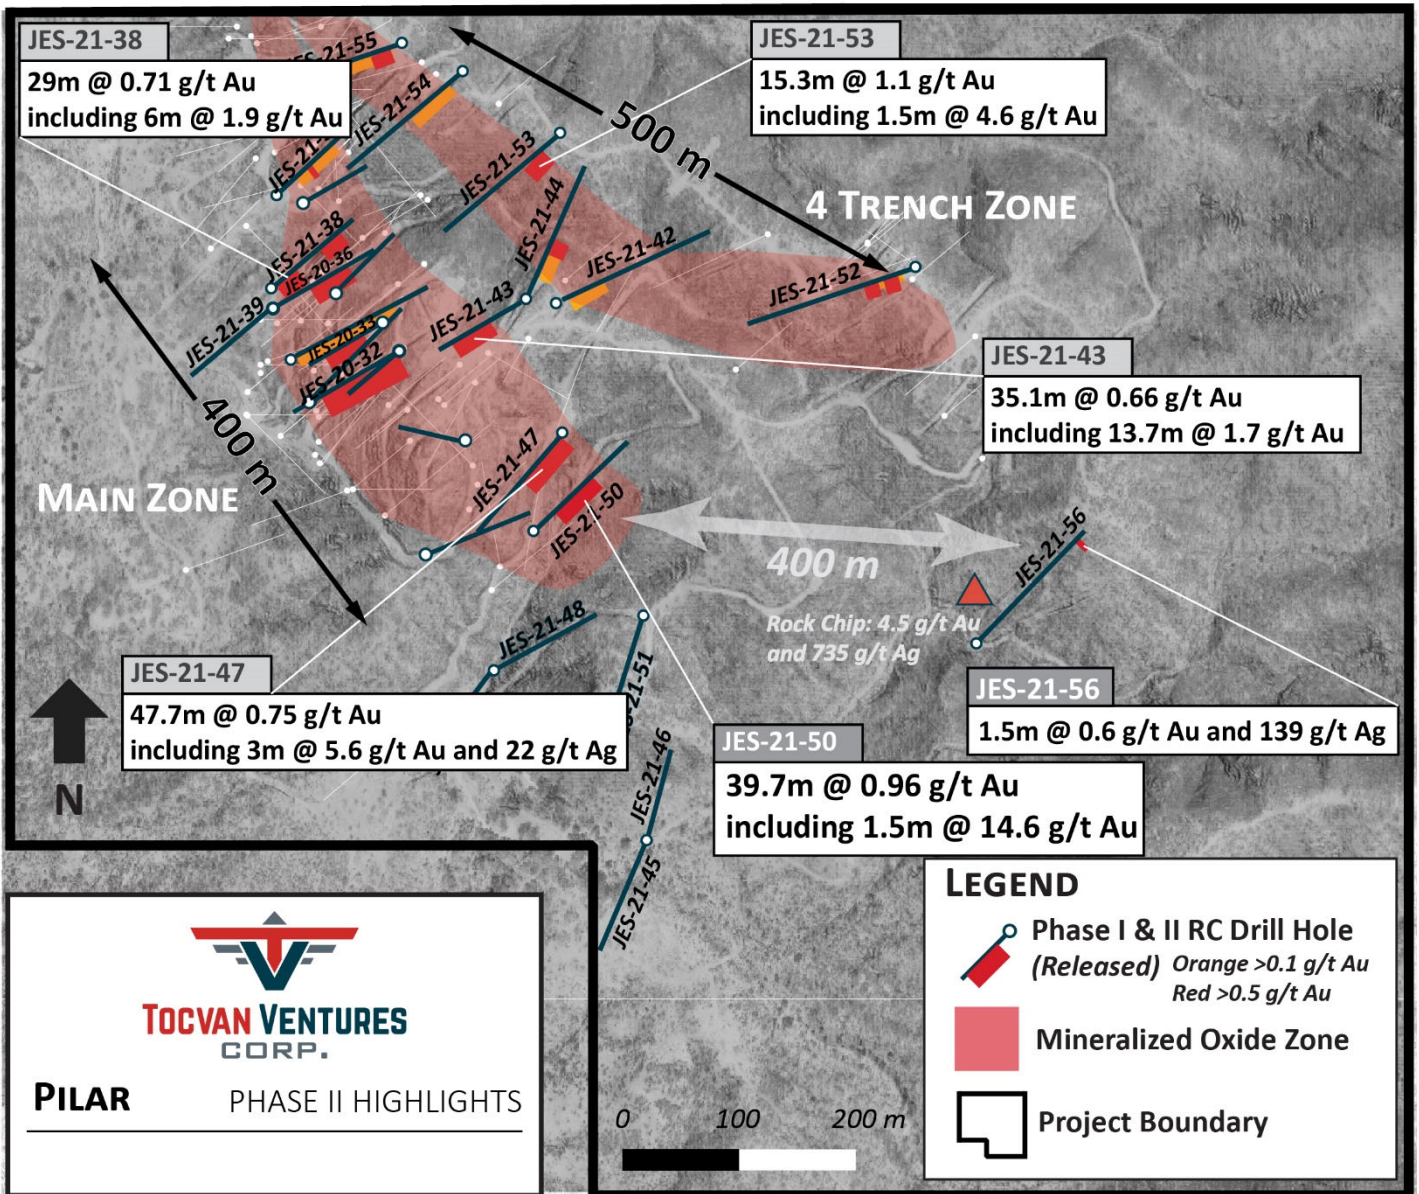 JES-21-38
29m @ 0.71 g/t Au
including 6m @ 1.9 g/t Au
JES-21-55
JES-21-54
JES-21-53
15.3m @ 1.1 g/t Au
including 1.5m @ 4.6 g/t Au
500 m
JES-21-53
JES-21-44
JES-21-42
4 TRENCH ZONE
JES-21-52
JES-21-38
JES-20-36
JES-21-39
JES-21-43
JES-20-33
JES-20-32
JES-21-43
35.1m @ 0.66 g/t Au
including 13.7m @ 1.7 g/t Au
400 m
MAIN ZONE
JES-21-47
JES-21-50
400 m
JES-21-56
Rock Chip: 4.5 g/t Au
and 735 g/t Ag
JES-21-48
JES-21-47
47.7m @ 0.75 g/t Au
including 3m @ 5.6 g/t Au and 22 g/t Ag
-21-51
JES-21-56
1.5m @ 0.6 g/t Au and 139 g/t Ag
JES-21-50
39.7m @ 0.96 g/t Au
including 1.5m @ 14.6 g/t Au
JES-21-46
JES-21-45
N
TOCVAN VENTURES
CORP.
PILAR PHASE II HIGHLIGHTS
0 100 200 m
LEGEND
Phase I & II RC Drill Hole
(Released) Orange >0.1 g/t Au
Red >0.5 g/t Au
Mineralized Oxide Zone
Project Boundary